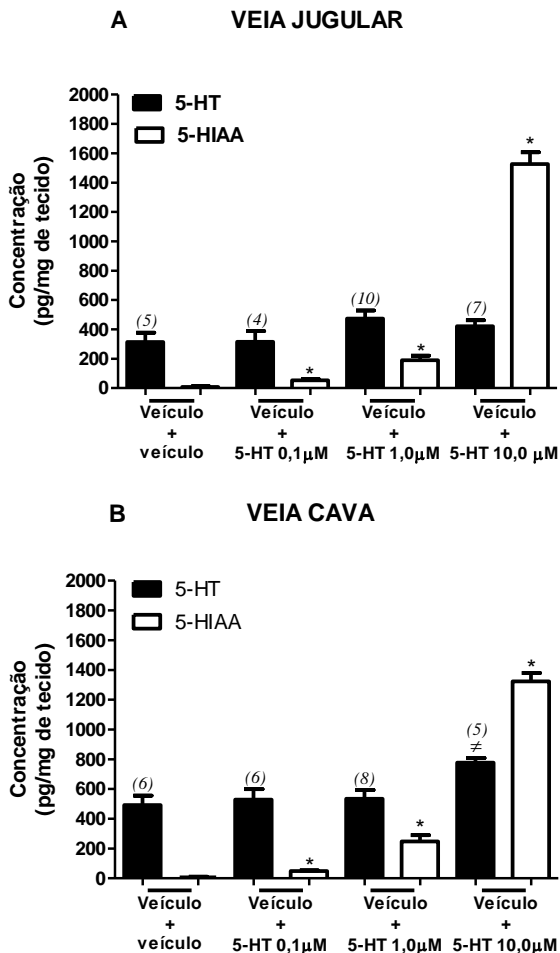 A VEIA JUGULAR
Concentração
(pg/mg de tecido)
2000
1800
1600
1400
1200
1000
800
600
400
200
0
5-HT
5-HIAA
(5)
(4)
*
(10)
*
(7)
*
Veículo Veículo Veículo Veículo
+ + + +
veículo 5-HT 0,1µM 5-HT 1,0µM 5-HT 10,0 µM
B VEIA CAVA
Concentração
(pg/mg de tecido)
2000
1800
1600
1400
1200
1000
800
600
400
200
0
5-HT
5-HIAA
(6)
(6)
*
(8)
*
(5)
≠
*
Veículo Veículo Veículo Veículo
+ + + +
veículo 5-HT 0,1µM 5-HT 1,0µM 5-HT 10,0µM